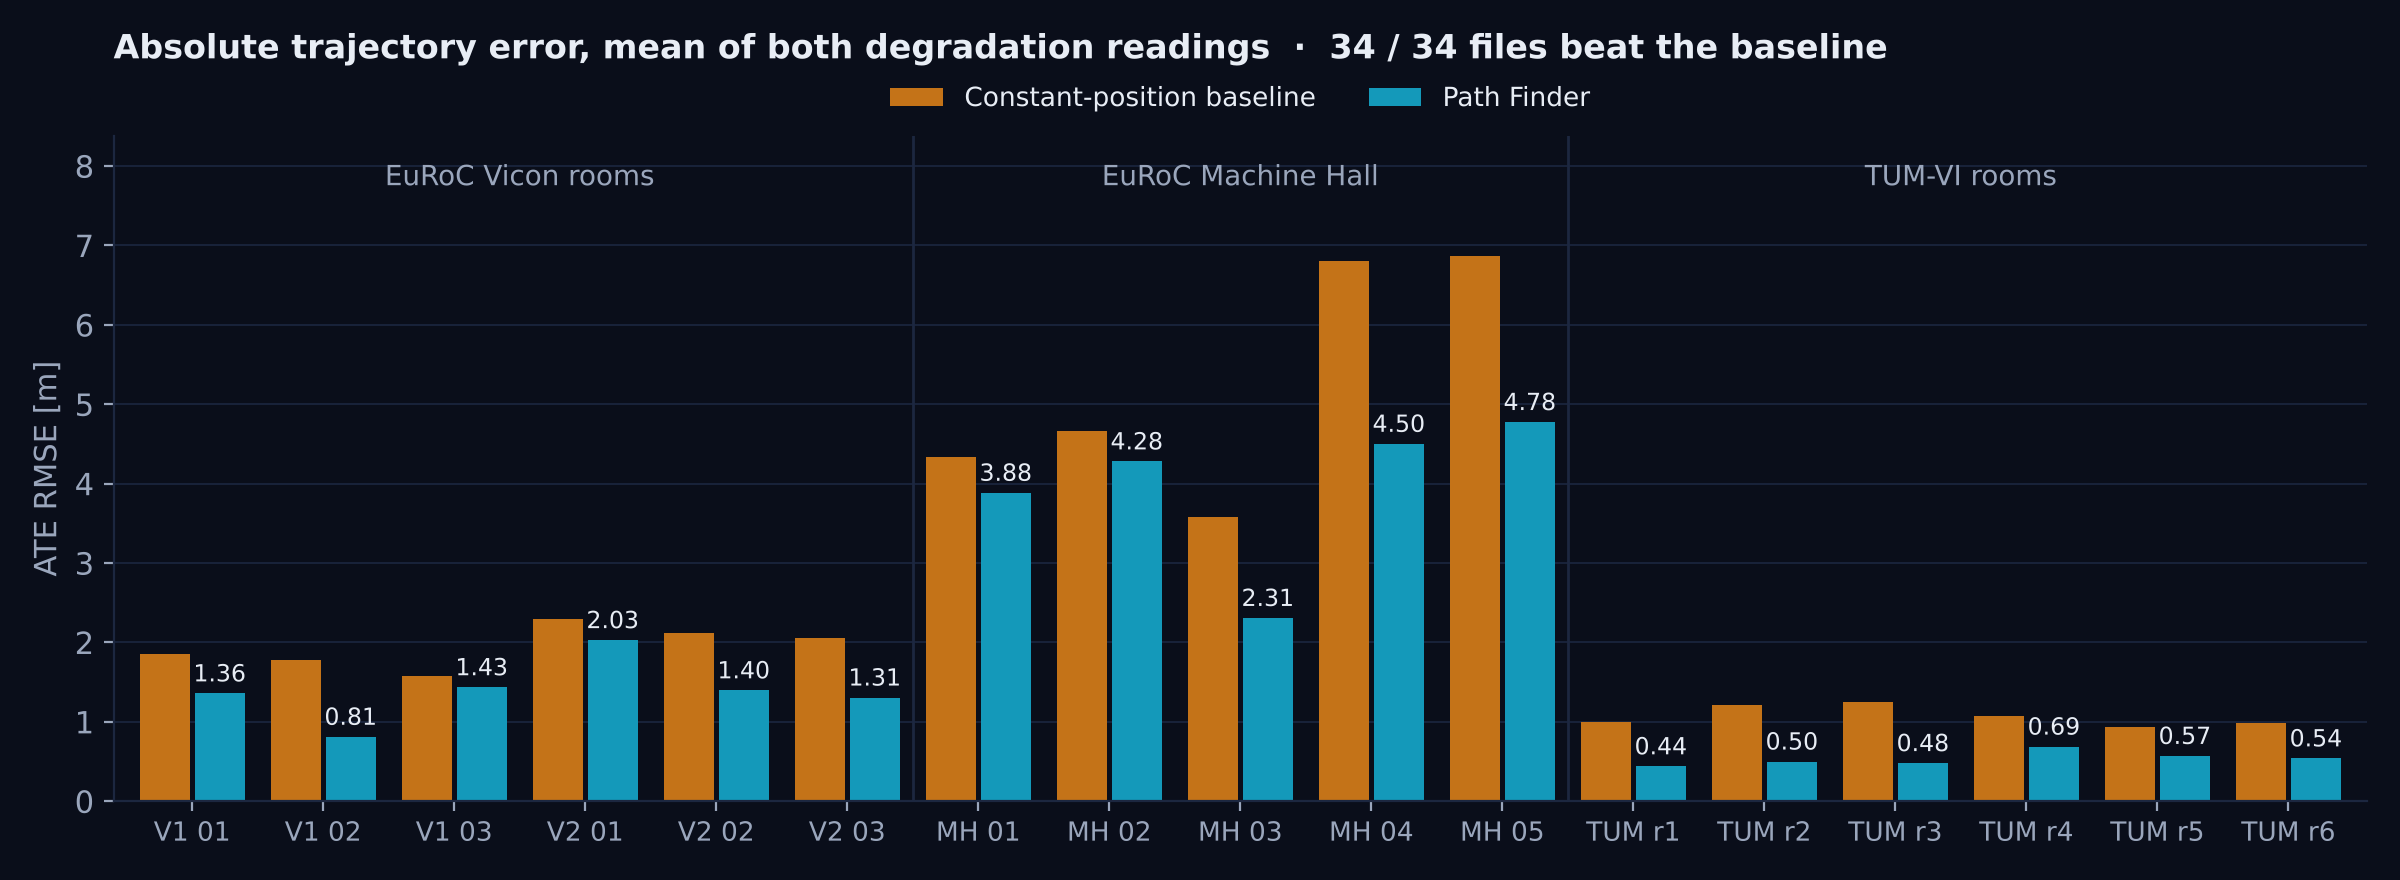 Absolute trajectory error, mean of both degradation readings · 34 / 34 files beat the baseline
Constant-position baseline Path Finder
EuRoC Vicon rooms EuRoC Machine Hall TUM-VI rooms
ATE RMSE [m]
8
7
6
5
4
3
2
1
0
1.36 0.81 1.43 2.03 1.40 1.31 3.88 4.28 2.31 4.50 4.78 0.44 0.50 0.48 0.69 0.57 0.54
V1 01 V1 02 V1 03 V2 01 V2 02 V2 03 MH 01 MH 02 MH 03 MH 04 MH 05 TUM r1 TUM r2 TUM r3 TUM r4 TUM r5 TUM r6